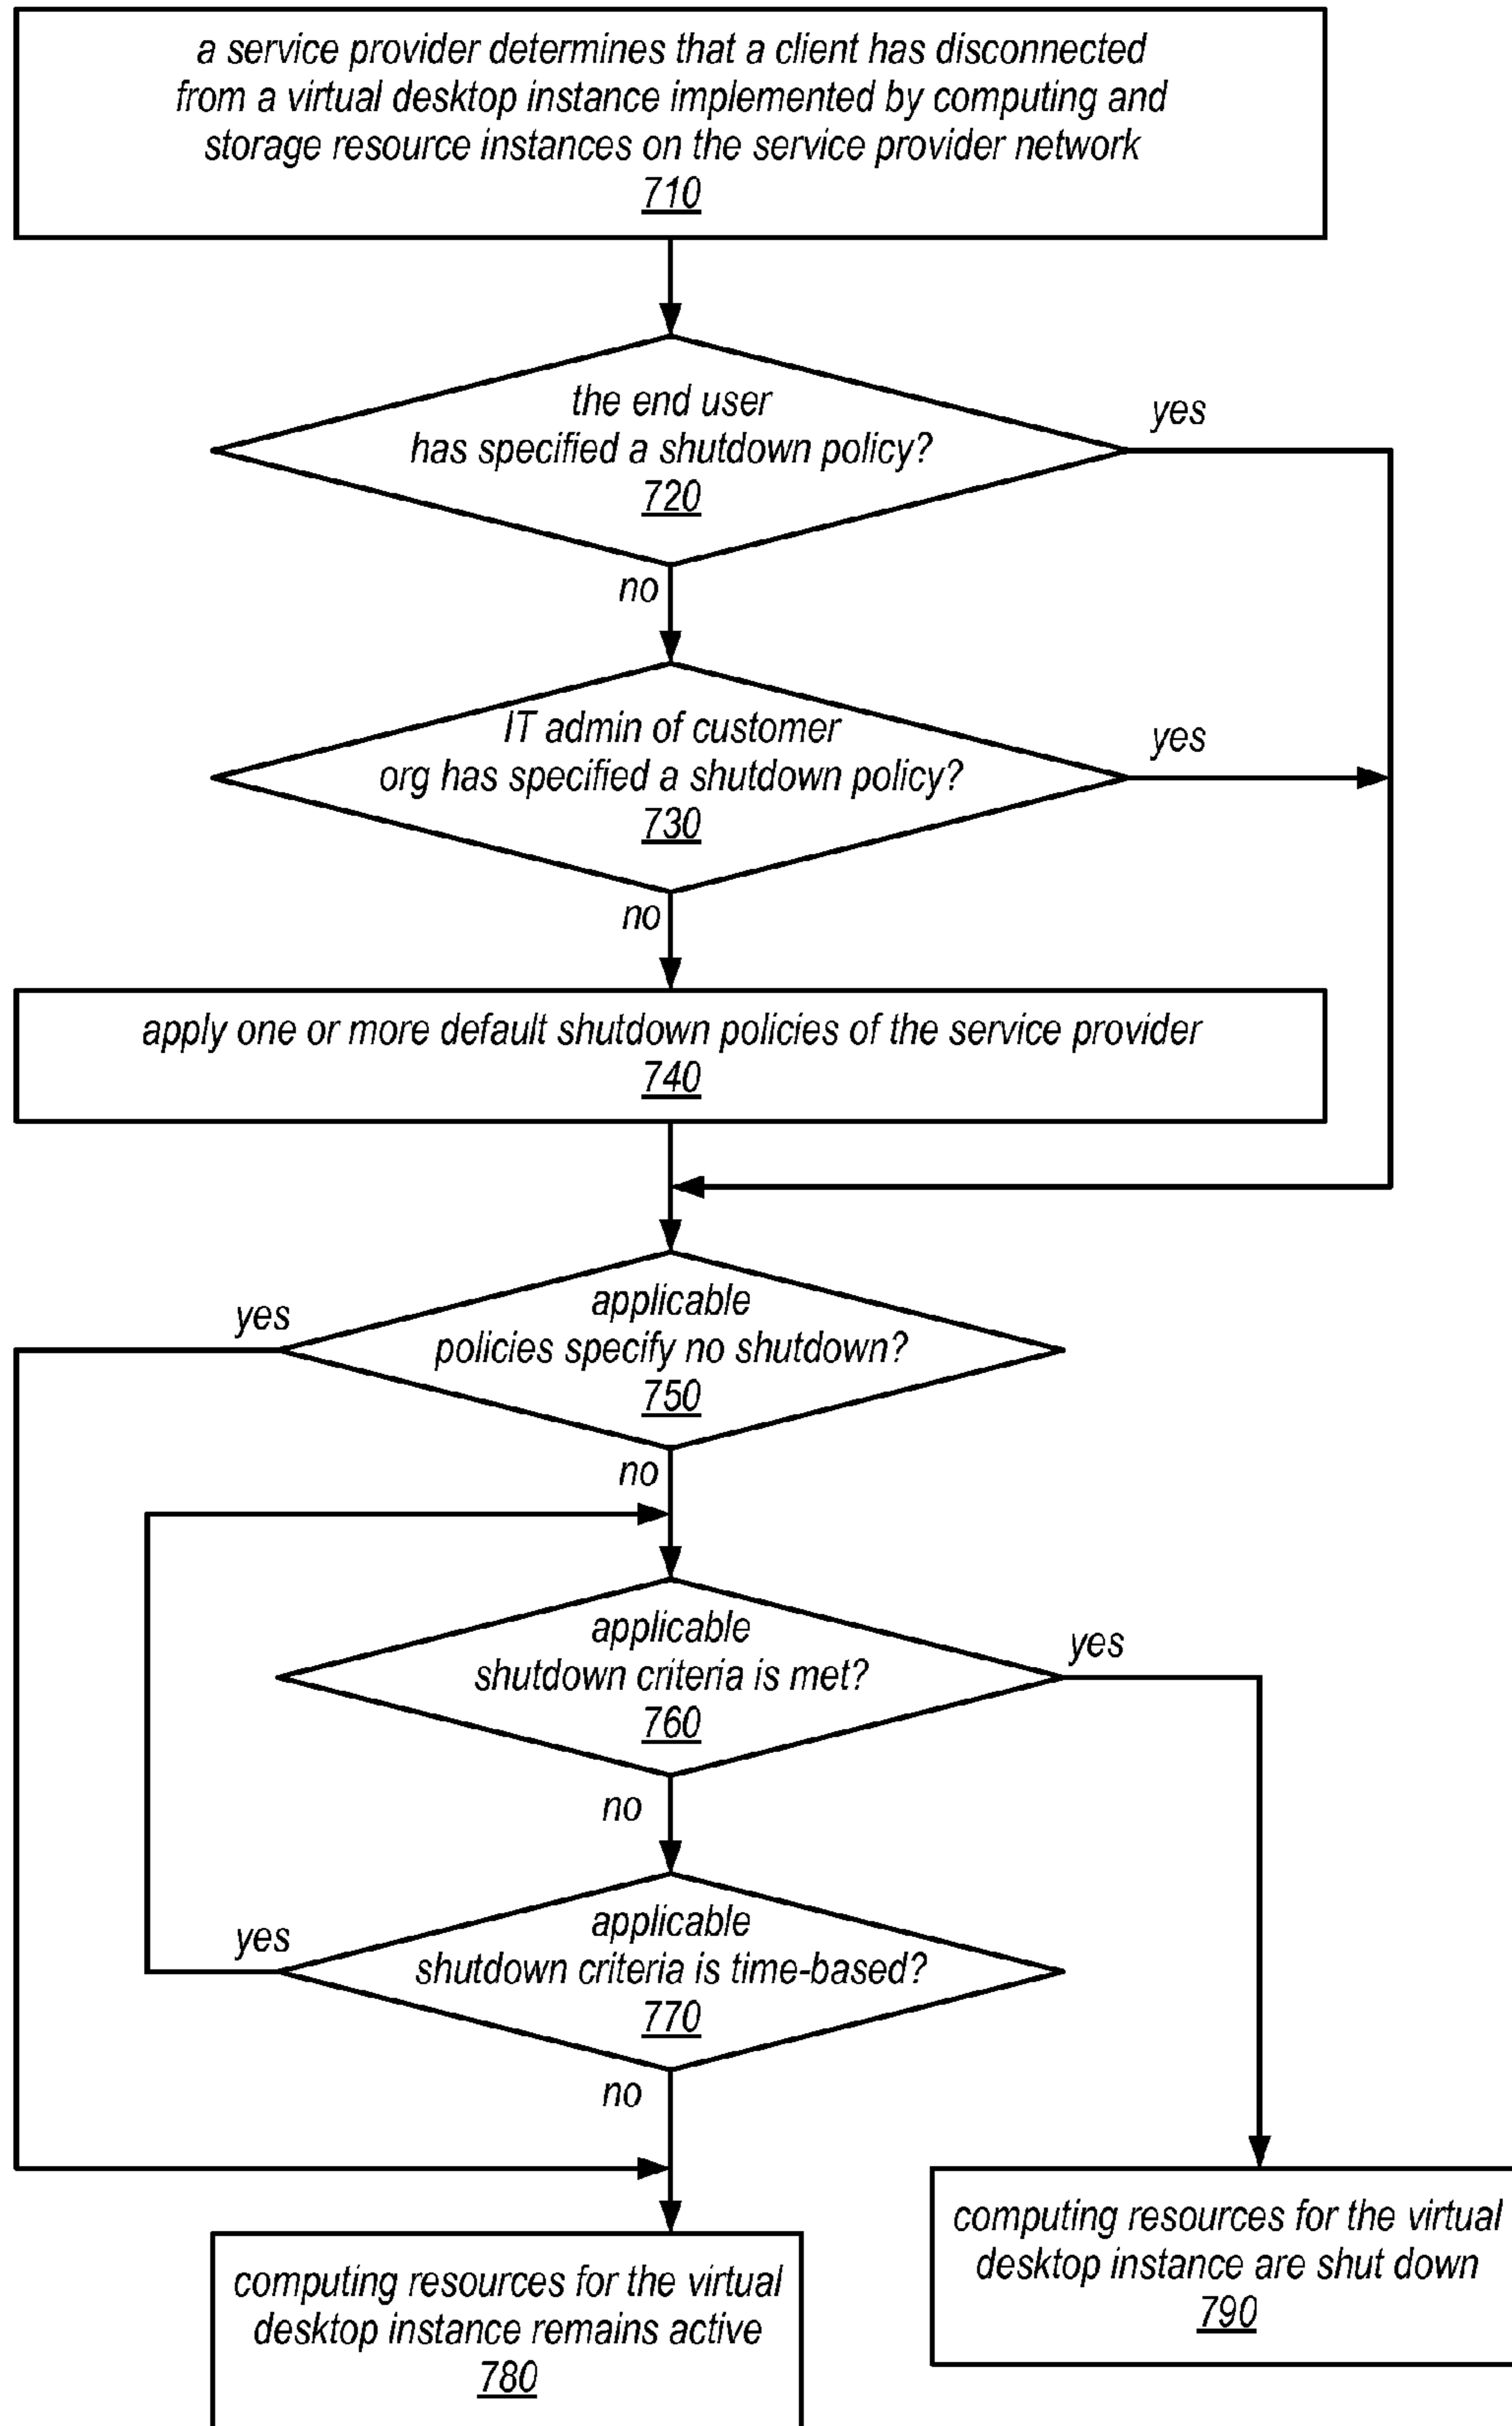 a service provider determines that a client has disconnected
from a virtual desktop instance implemented by computing and
storage resource instances on the service provider network
710
the end user
has specified a shutdown policy?
720
yes
no
IT admin of customer
org has specified a shutdown policy?
730
yes
no
apply one or more default shutdown policies of the service provider
740
applicable
policies specify no shutdown?
750
yes
no
applicable
shutdown criteria is met?
760
yes
no
applicable
shutdown criteria is time-based?
770
yes
no
computing resources for the virtual
desktop instance remains active
780
computing resources for the virtual
desktop instance are shut down
790